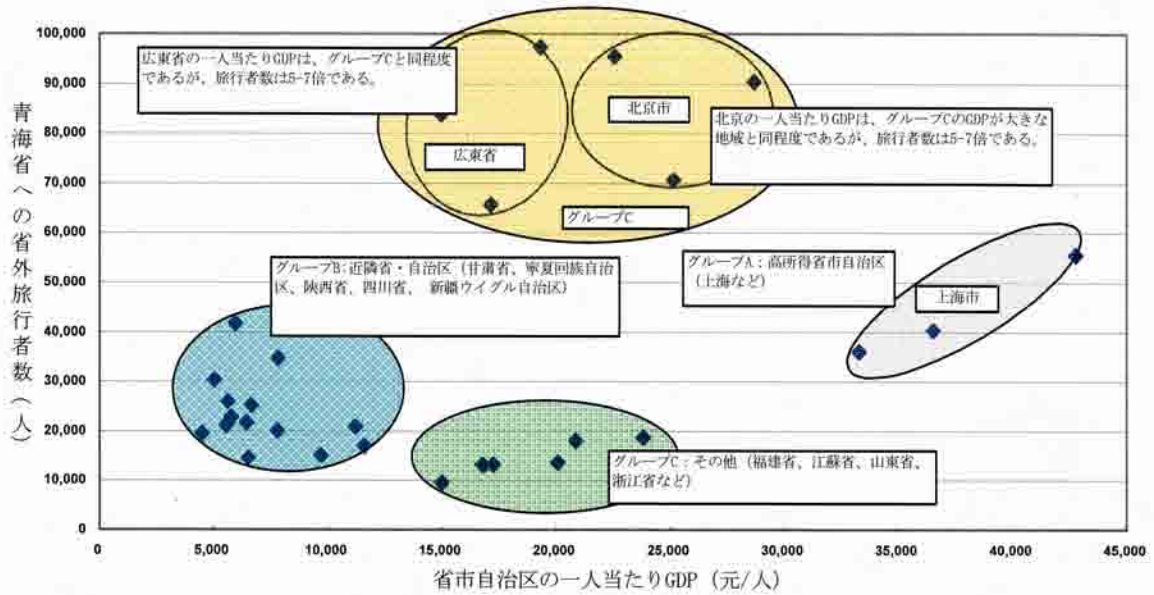 青海省への省外旅行者数(人)
100,000
90,000
80,000
70,000
60,000
50,000
40,000
30,000
20,000
10,000
0
広東省の一人当たりGDPは、グループCと同程度
であるが、旅行者数は5-7倍である。
北京市
北京の一人当たりGDPは、グループCのGDPが大きな
地域と同程度であるが、旅行者数は5-7倍である。
広東省
グループC
グループB:近隣省・自治区(甘粛省、寧夏回族自治
区、陝西省、四川省、 新疆ウイグル自治区)
グループA:高所得省市自治区
(上海など)
上海市
グループC:その他(福建省、江蘇省、山東省、
浙江省など)
0
5,000
10,000
15,000
20,000
25,000
30,000
35,000
40,000
45,000
省市自治区の一人当たりGDP(元/人)